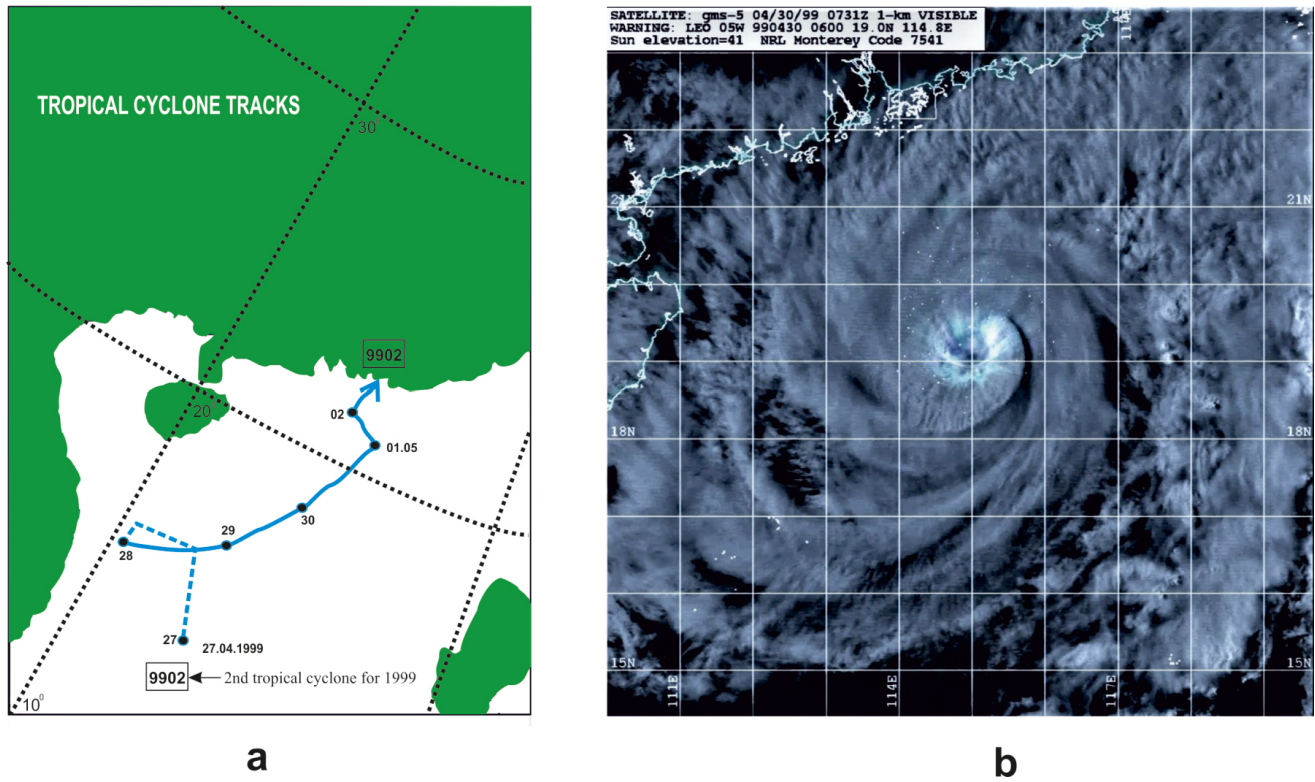 TROPICAL CYCLONE TRACKS
30
9902
20
02
01.05
30
29
28
27
27.04.1999
9902 2nd tropical cyclone for 1999
10⁰
a
SATELLITE: gms-5 04/30/99 0731Z 1-km VISIBLE
WARNING: LEO 05W 990430 0600 19.0N 114.8E
Sun elevation=41 NRL Monterey Code 7541
21N
21N
18N
18N
15N
15N
111E
114E
117E
b